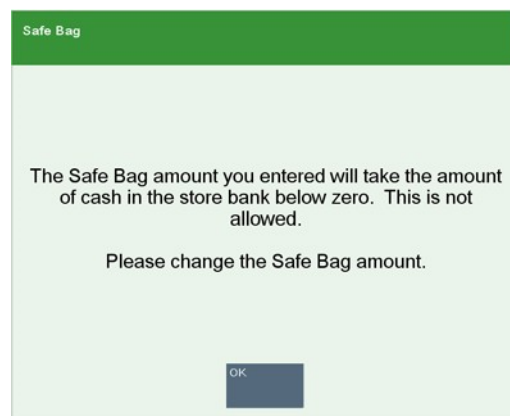 Safe Bag
The Safe Bag amount you entered will take the amount
of cash in the store bank below zero.  This is not
allowed.
Please change the Safe Bag amount.
OK